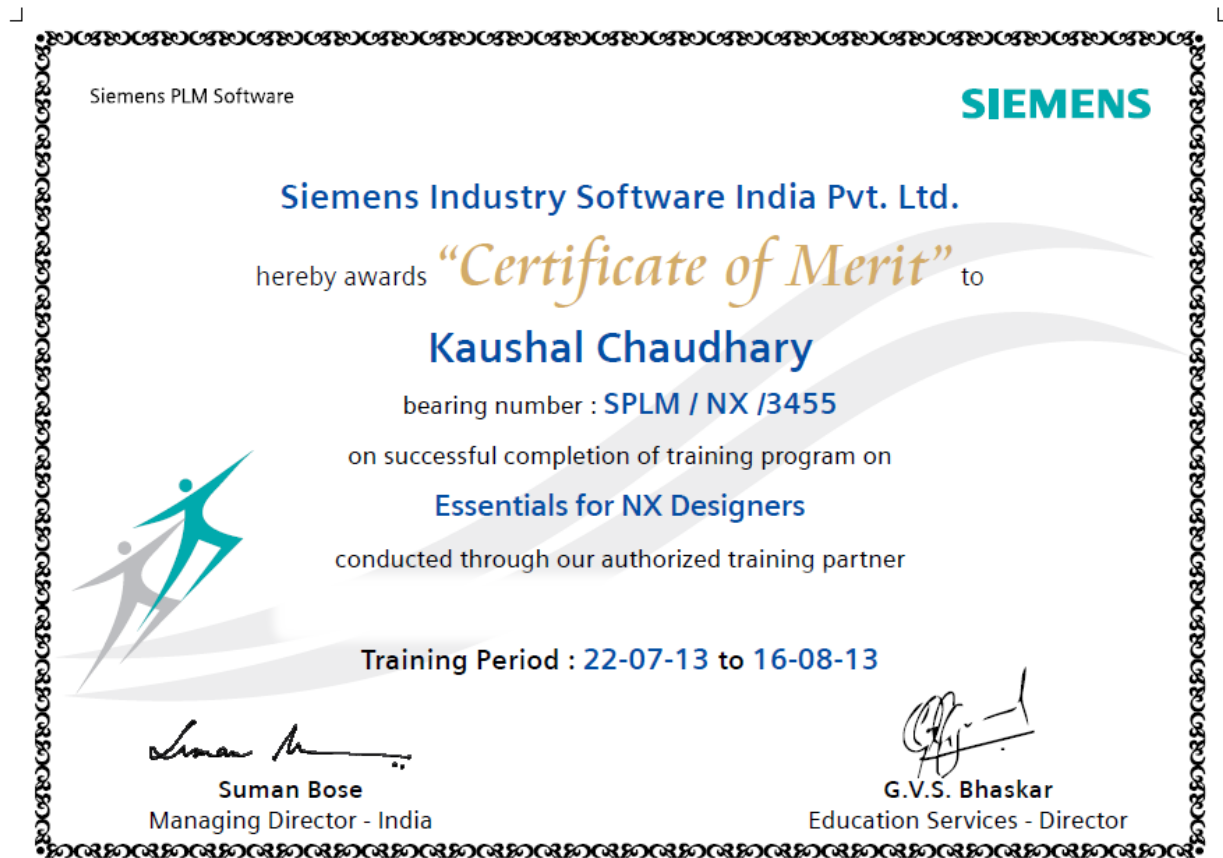 Siemens PLM Software
SIEMENS
Siemens Industry Software India Pvt. Ltd.
hereby awards “Certificate of Merit” to
Kaushal Chaudhary
bearing number : SPLM / NX /3455
on successful completion of training program on
Essentials for NX Designers
conducted through our authorized training partner
Training Period : 22-07-13 to 16-08-13
Suman Bose
Managing Director - India
G.V.S. Bhaskar
Education Services - Director